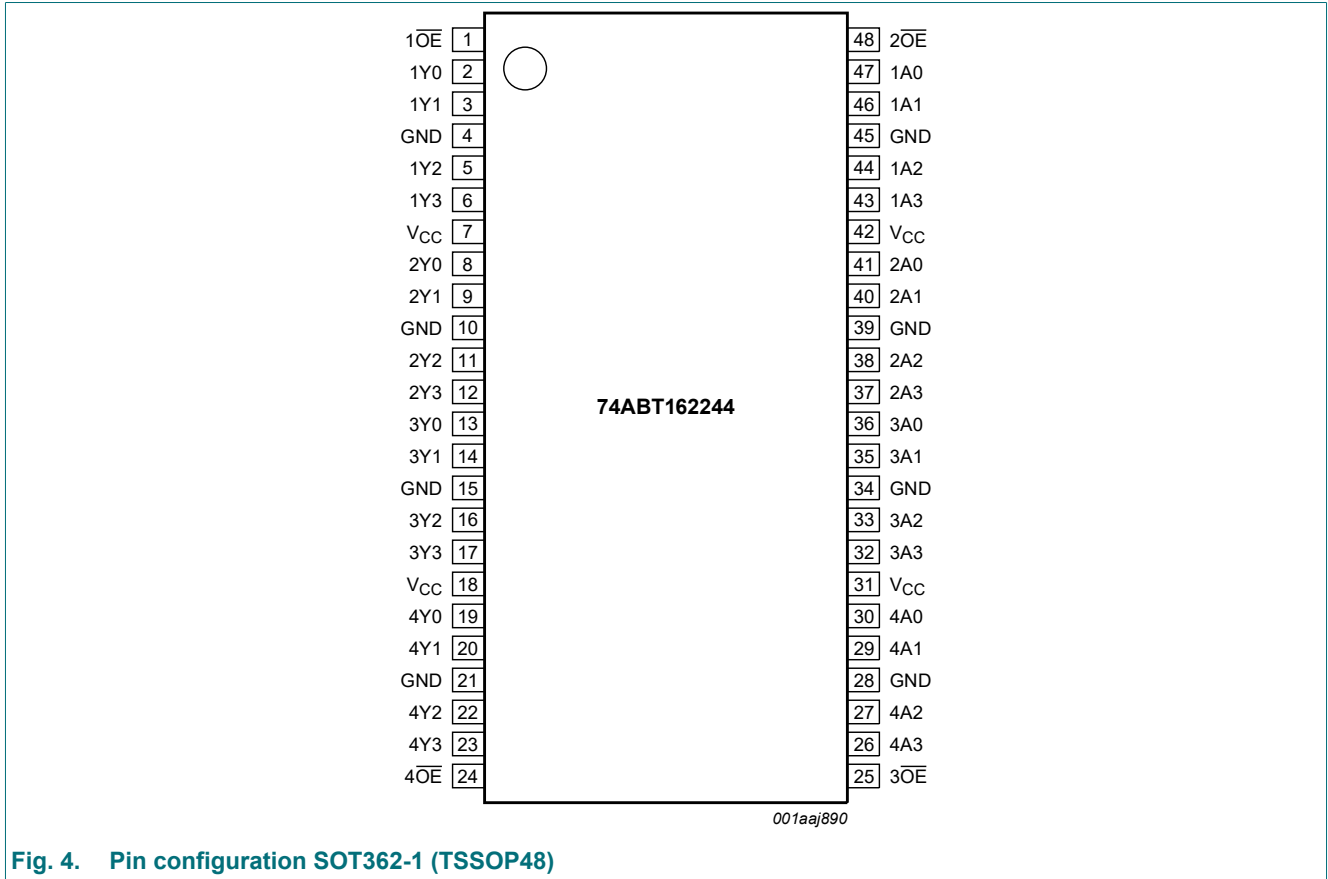 1OE 1 48 2OE
1Y0 2 47 1A0
1Y1 3 46 1A1
GND 4 45 GND
1Y2 5 44 1A2
1Y3 6 43 1A3
VCC 7 42 VCC
2Y0 8 41 2A0
2Y1 9 40 2A1
GND 10 39 GND
2Y2 11 38 2A2
2Y3 12 37 2A3
74ABT162244
3Y0 13 36 3A0
3Y1 14 35 3A1
GND 15 34 GND
3Y2 16 33 3A2
3Y3 17 32 3A3
VCC 18 31 VCC
4Y0 19 30 4A0
4Y1 20 29 4A1
GND 21 28 GND
4Y2 22 27 4A2
4Y3 23 26 4A3
4OE 24 25 3OE
001aaj890
Fig. 4. Pin configuration SOT362-1 (TSSOP48)